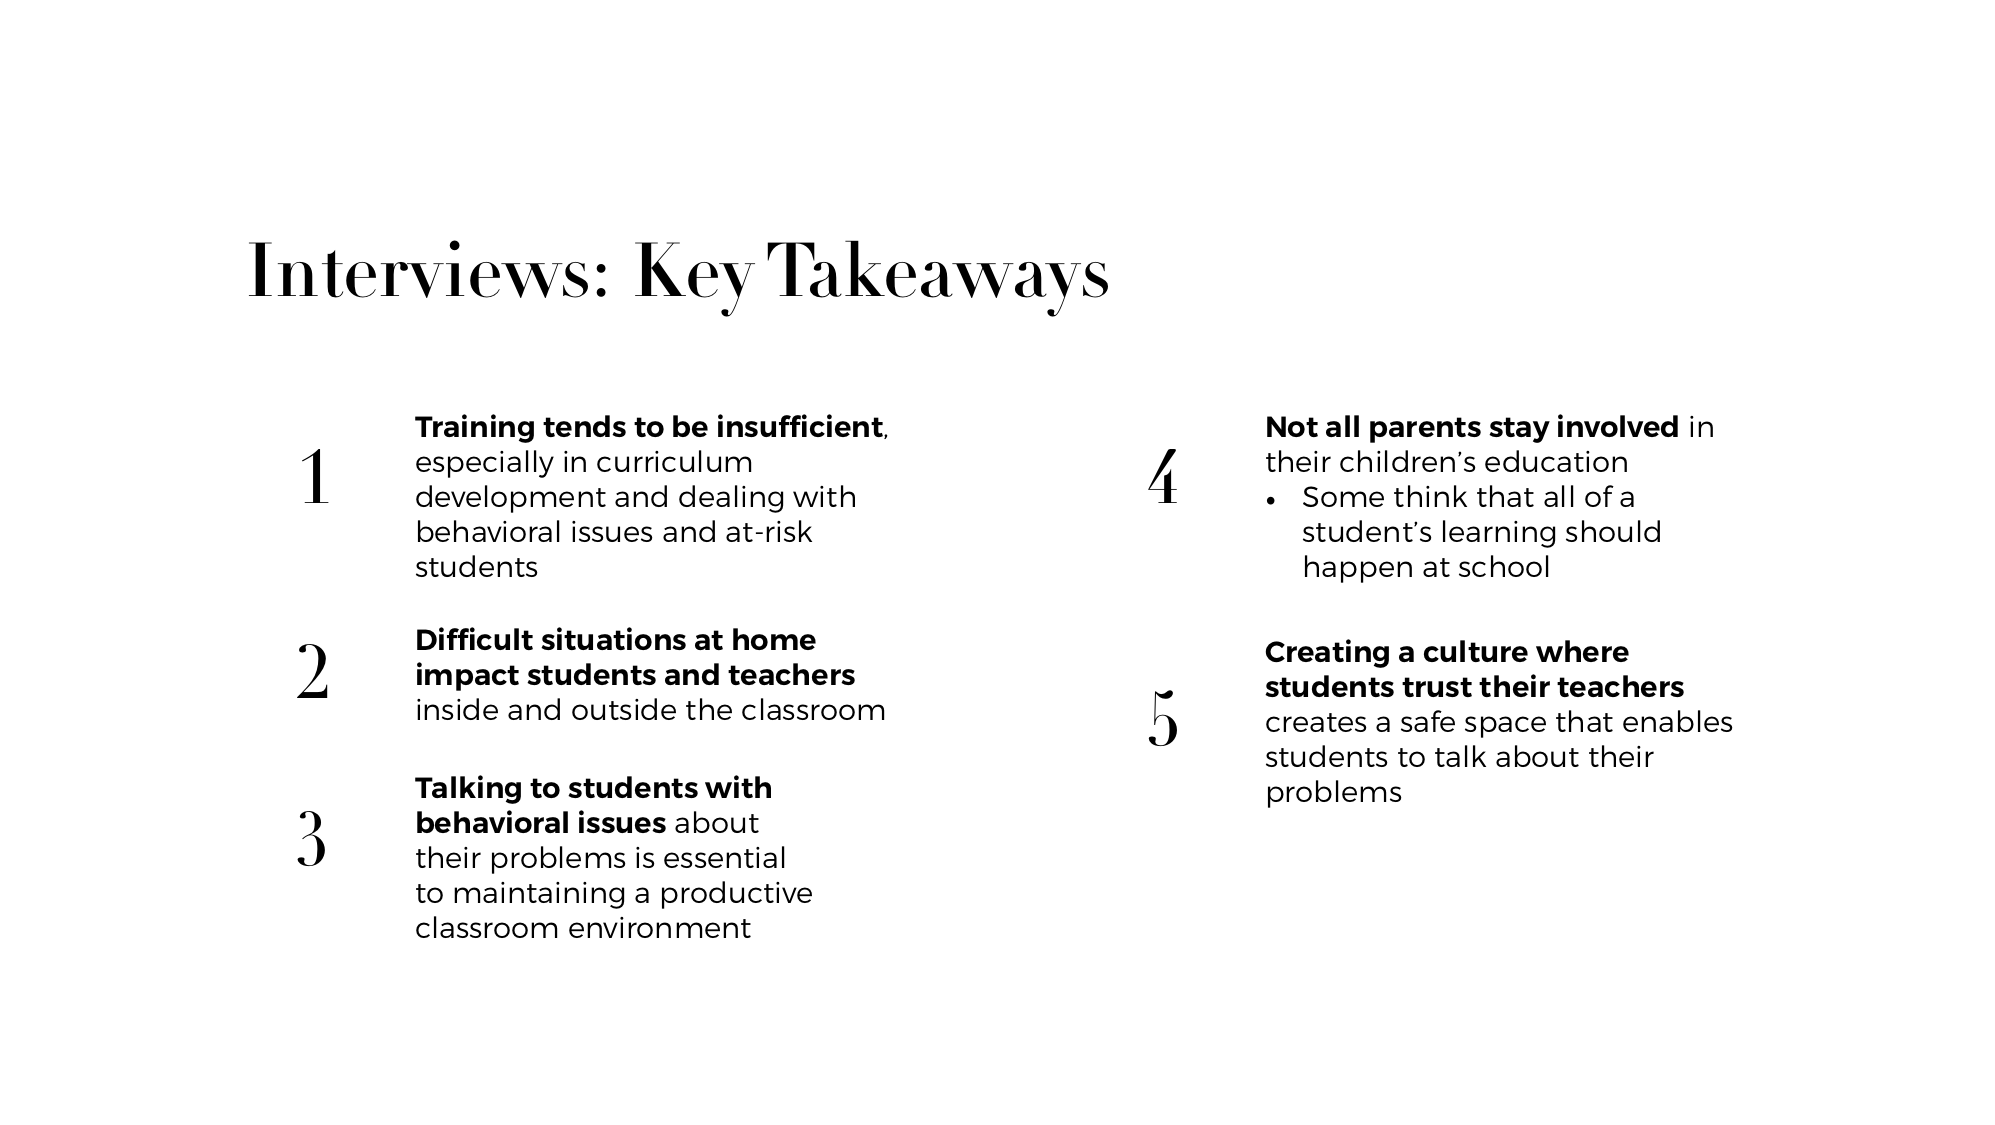 Interviews: Key Takeaways
1
Training tends to be insufficient,
especially in curriculum
development and dealing with
behavioral issues and at-risk
students
2
Difficult situations at home
impact students and teachers
inside and outside the classroom
3
Talking to students with
behavioral issues about
their problems is essential
to maintaining a productive
classroom environment
4
Not all parents stay involved in
their children’s education
• Some think that all of a
student’s learning should
happen at school
5
Creating a culture where
students trust their teachers
creates a safe space that enables
students to talk about their
problems